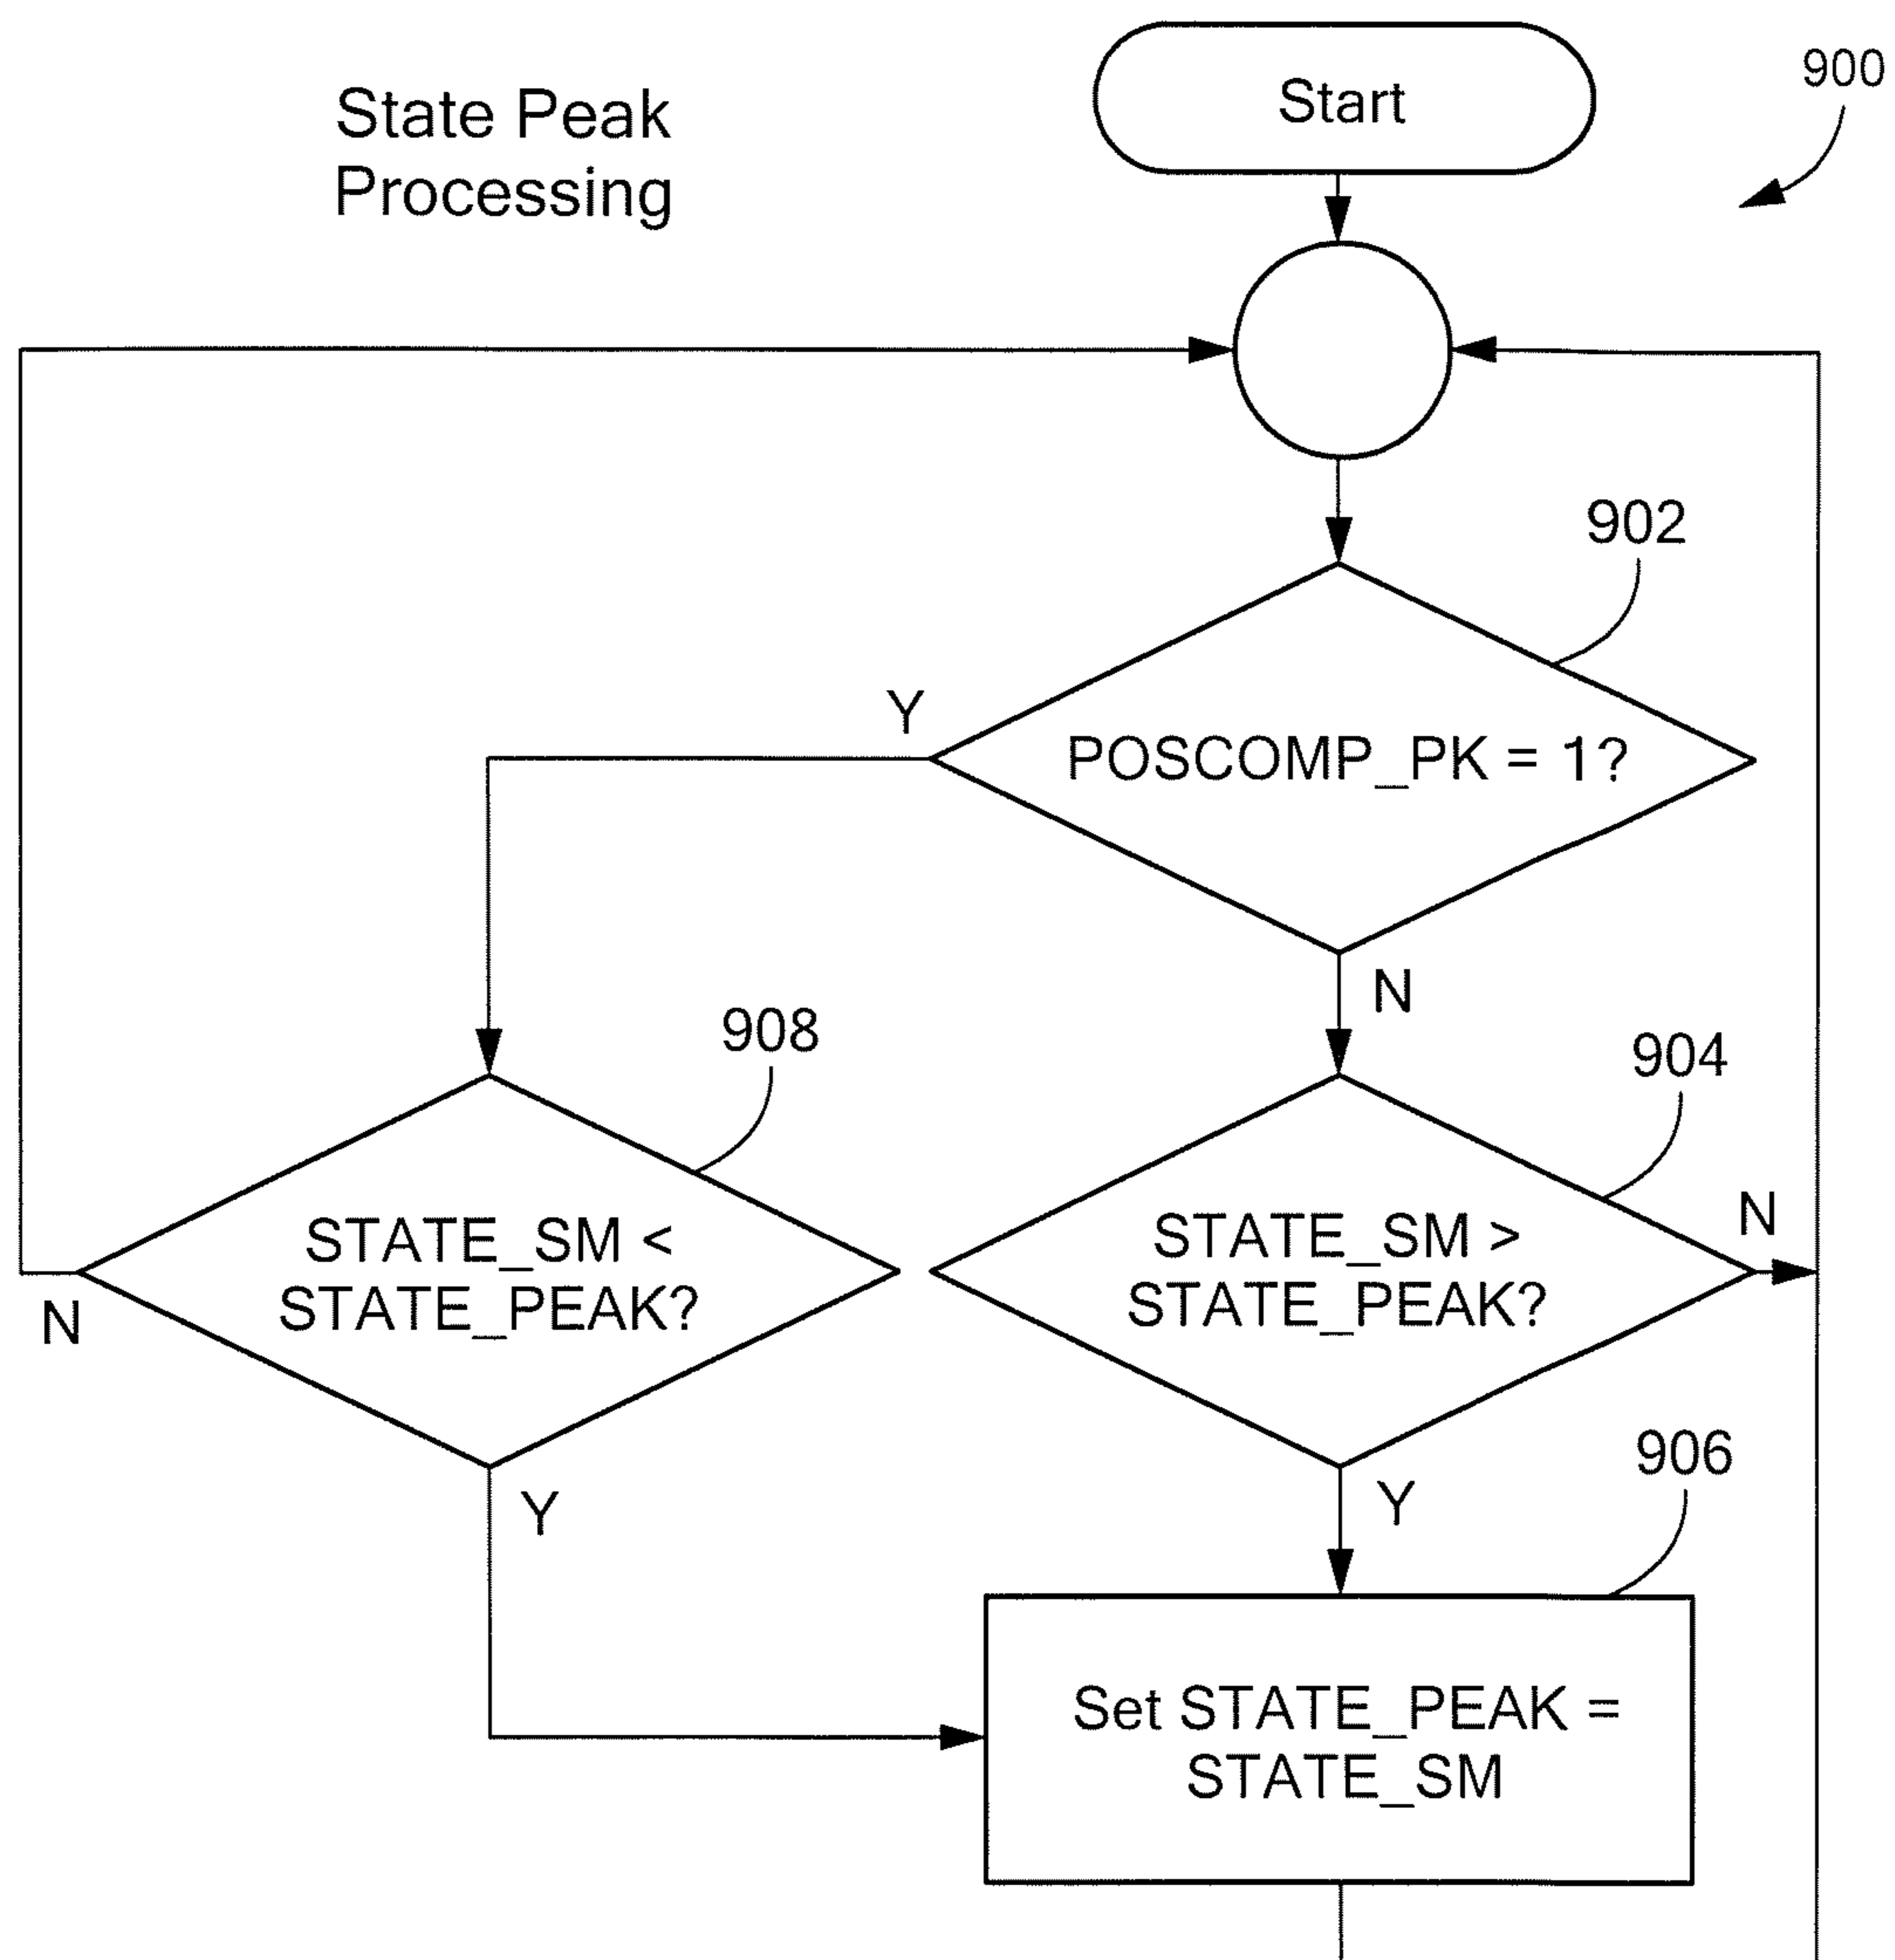 State Peak
Processing
Start
900
902
Y
POSCOMP_PK = 1?
N
908
904
STATE_SM <
STATE_PEAK?
N
STATE_SM >
STATE_PEAK?
N
Y
Y
906
Set STATE_PEAK =
STATE_SM